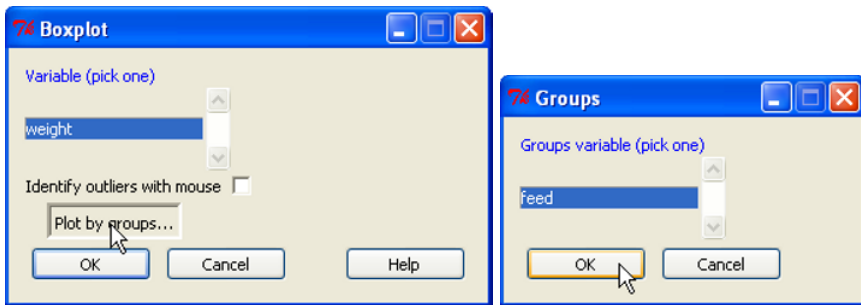 Boxplot
Variable (pick one)
weight
Identify outliers with mouse
Plot by groups...
OK Cancel Help
Groups
Groups variable (pick one)
feed
OK Cancel